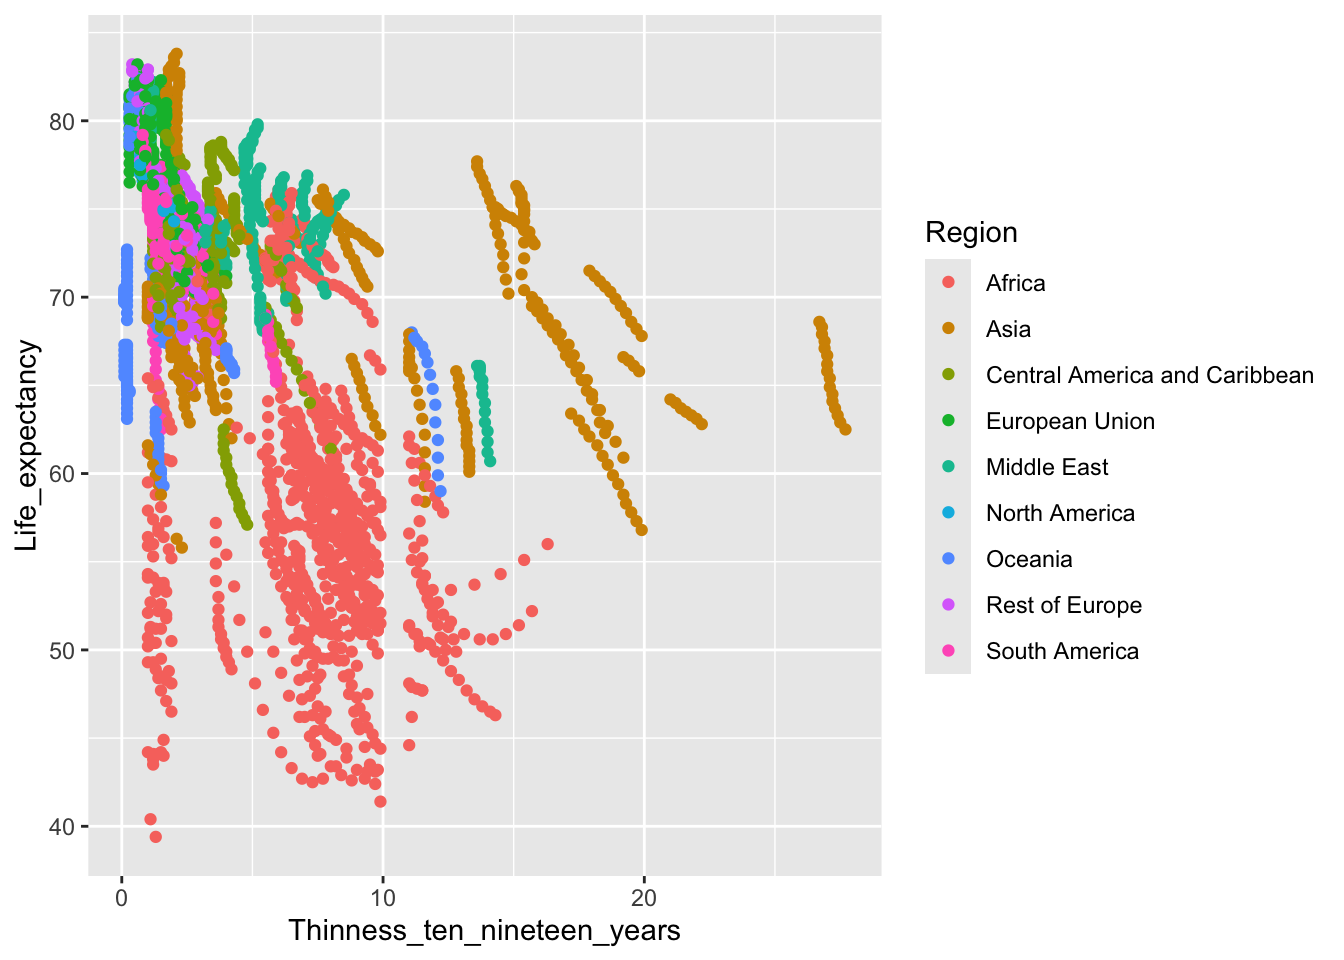 80
70
60
50
40
0
10
20
Life_expectancy
Thinness_ten_nineteen_years
Region
Africa
Asia
Central America and Caribbean
European Union
Middle East
North America
Oceania
Rest of Europe
South America